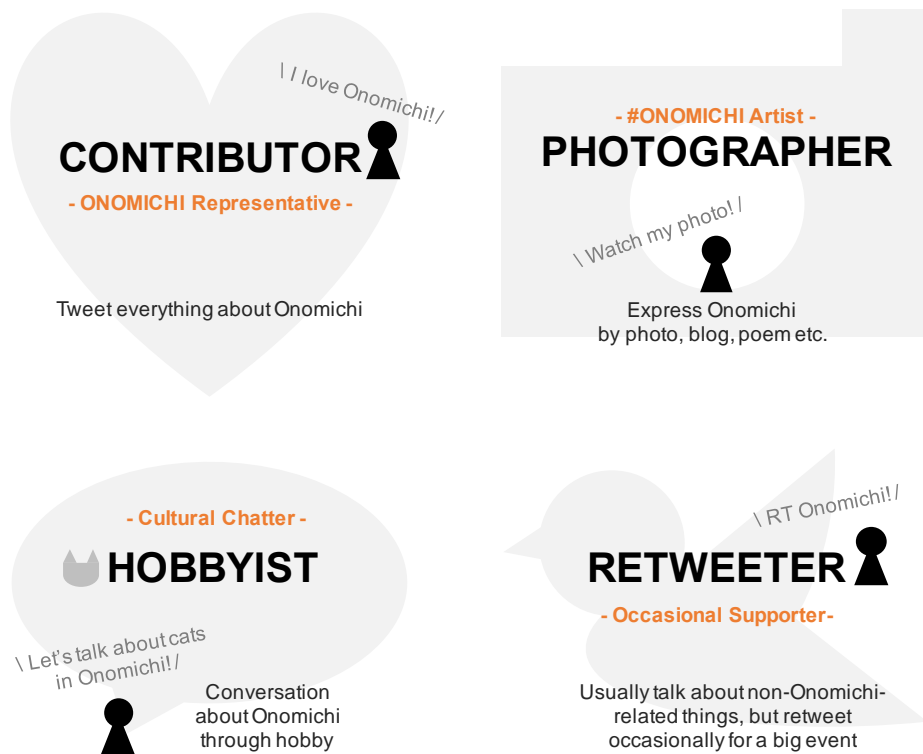 \ I love Onomichi! /
CONTRIBUTOR
- ONOMICHI Representative -
Tweet everything about Onomichi
- #ONOMICHI Artist -
PHOTOGRAPHER
\ Watch my photo! /
Express Onomichi
by photo, blog, poem etc.
- Cultural Chatter -
HOBBYIST
\ Let's talk about cats
in Onomichi! /
Conversation
about Onomichi
through hobby
\ RT Onomichi! /
RETWEETER
- Occasional Supporter-
Usually talk about non-Onomichi-
related things, but retweet
occasionally for a big event